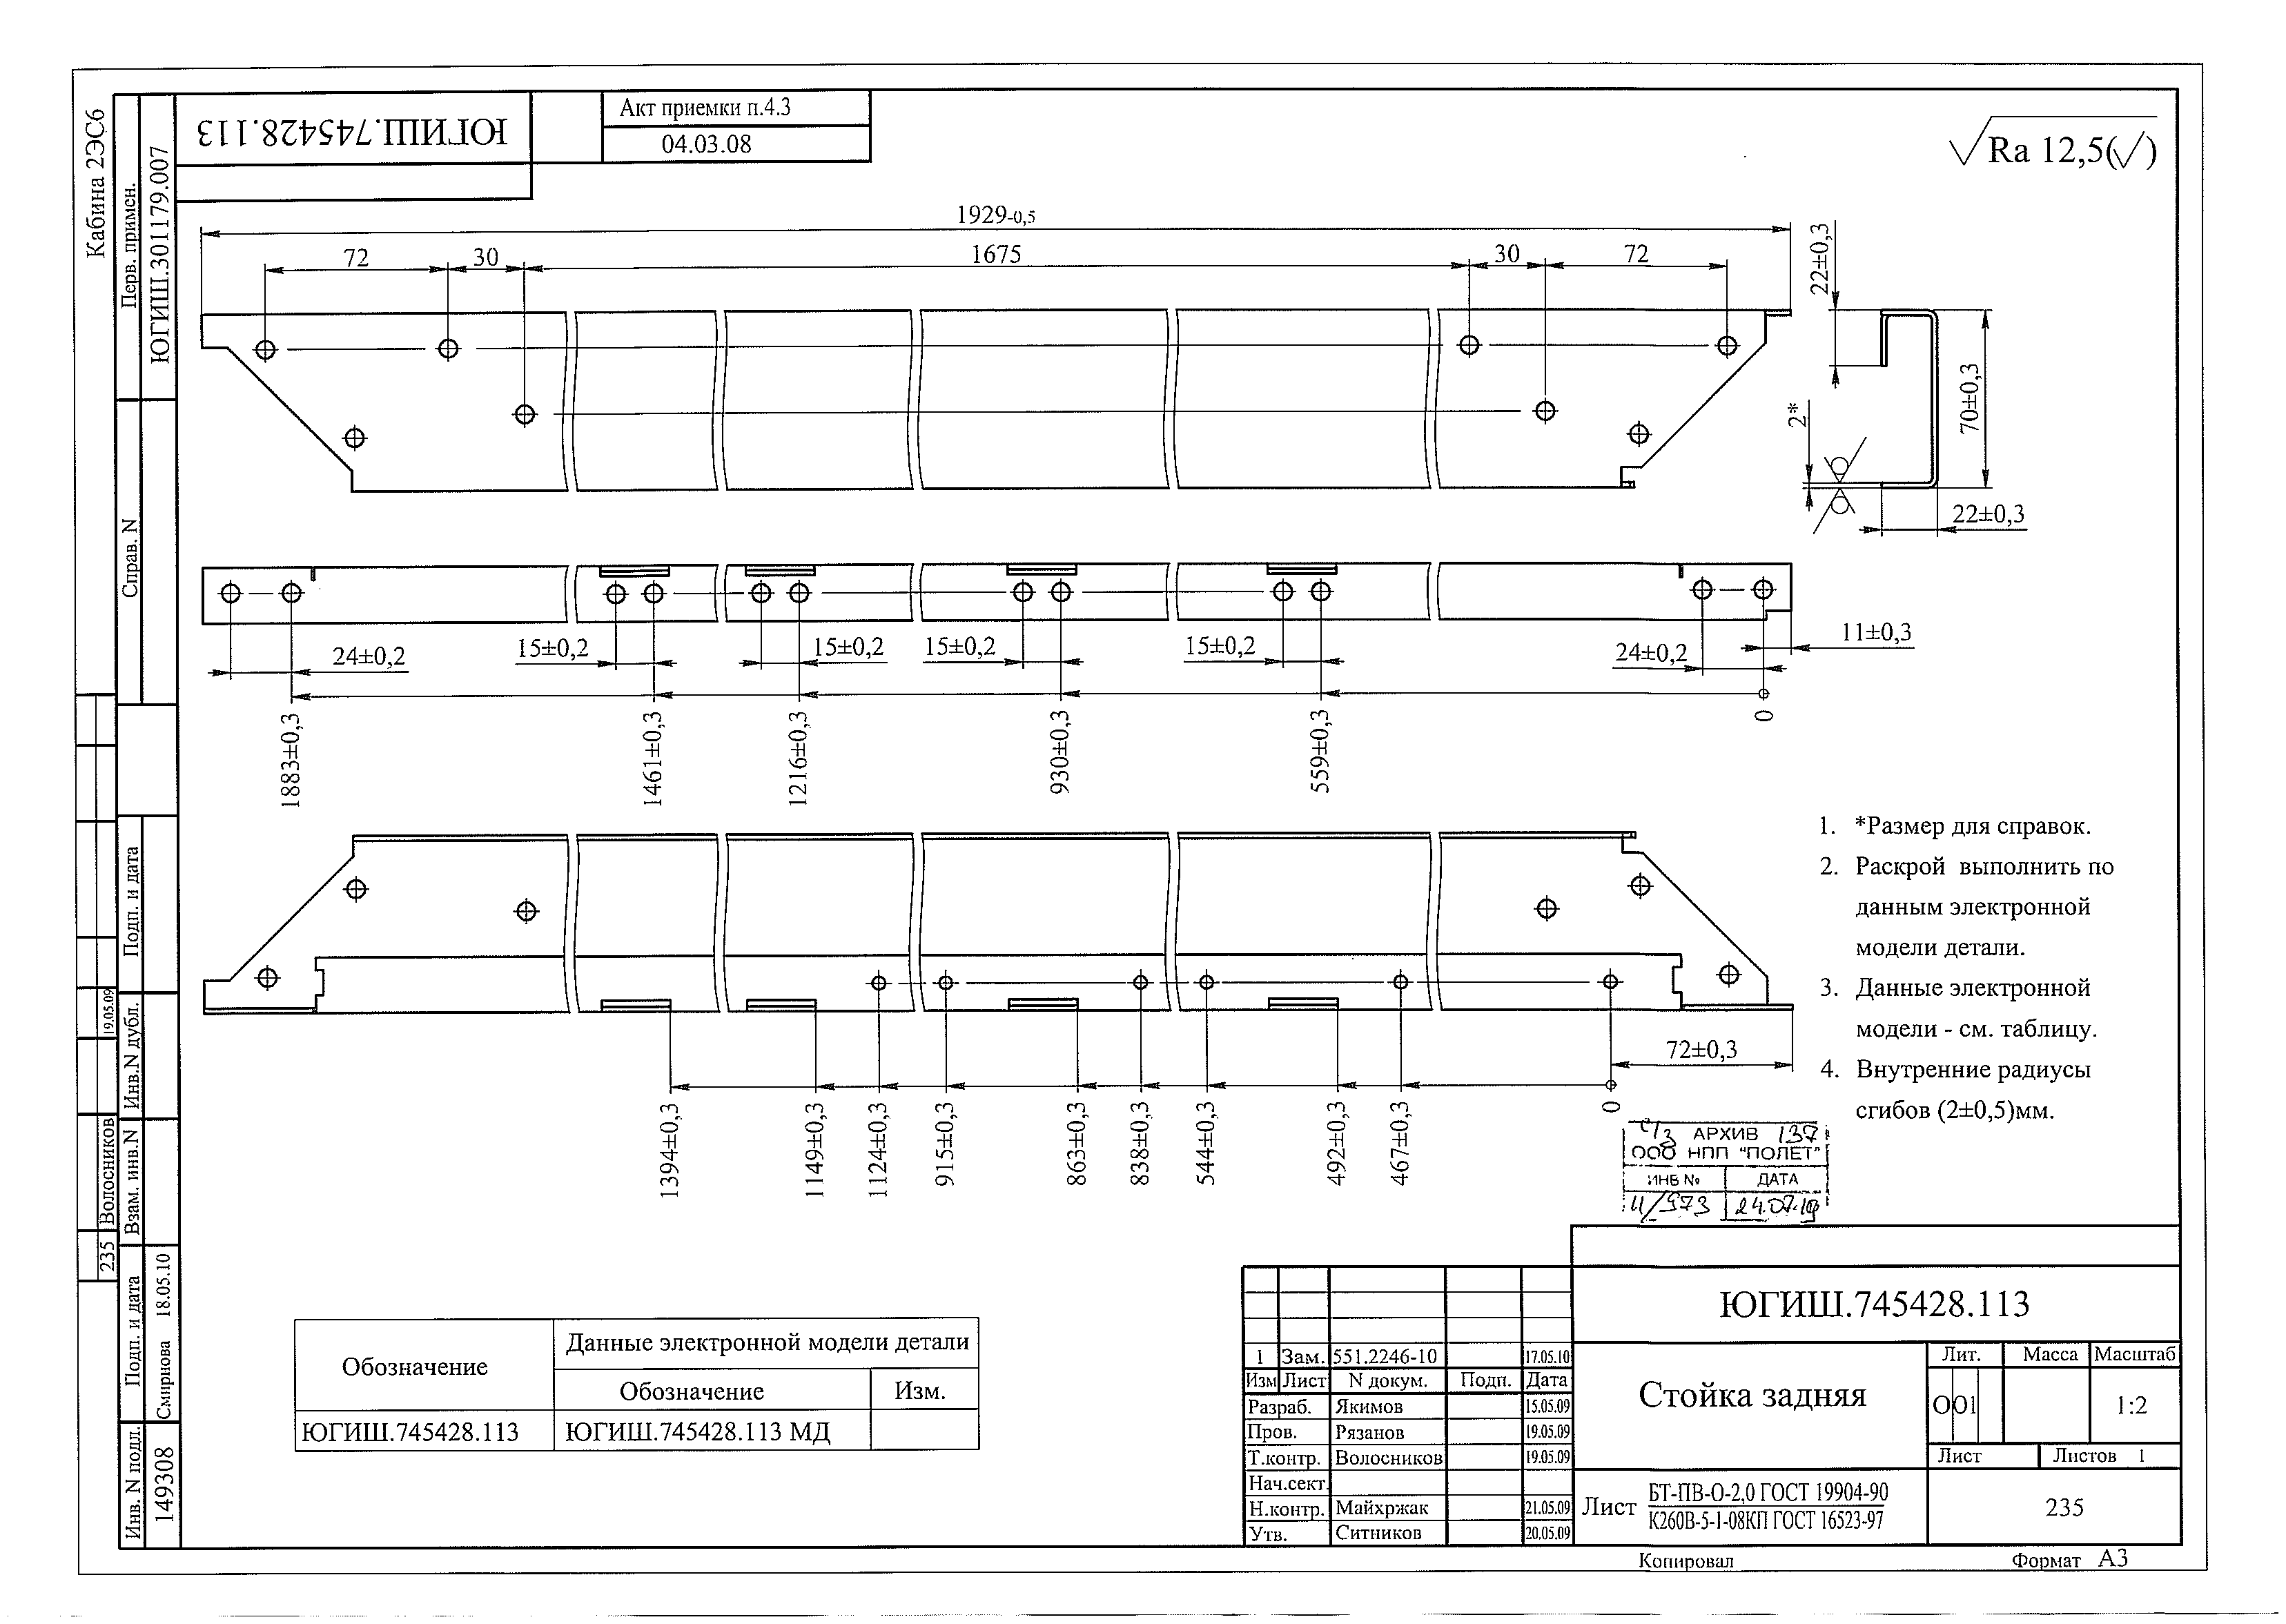 Кабина 2ЭС6
Перв. примен.
ЮГИШ.301179.007
ЮГИШ.745428.113
Акт приемки п.4.3
04.03.08
Ra 12,5(√)
1929-0,5
72
30
1675
30
72
22±0,3
70±0,3
2*
22±0,3
Справ. N
24±0,2
15±0,2
15±0,2
15±0,2
15±0,2
24±0,2
11±0,3
1883±0,3
1461±0,3
1216±0,3
930±0,3
559±0,3
0
72±0,3
1394±0,3
1149±0,3
1124±0,3
915±0,3
863±0,3
838±0,3
544±0,3
492±0,3
467±0,3
0
1. *Размер для справок.
2. Раскрой выполнить по
данным электронной
модели детали.
3. Данные электронной
модели - см. таблицу.
4. Внутренние радиусы
сгибов (2±0,5)мм.
АРХИВ 137
ООО НПП "ПОЛЕТ"
ИНВ № ДАТА
11/973 24.07.19
Подп. и дата
Инв.N дубл.
19.05.09
Взам. инв.N
Волосников
235
Подп. и дата
Смирнова 18.05.10
Инв. N подл.
149308
Обозначение
Данные электронной модели детали
Обозначение Изм.
ЮГИШ.745428.113 ЮГИШ.745428.113 МД
1 Зам. 551.2246-10 17.05.10
Изм Лист N докум. Подп. Дата
Разраб. Якимов 15.05.09
Пров. Рязанов 19.05.09
Т.контр. Волосников 19.05.09
Нач.сект.
Н.контр. Майхржак 21.05.09
Утв. Ситников 20.05.09
ЮГИШ.745428.113
Стойка задняя
Лит. Масса Масштаб
О О1 1:2
Лист Листов 1
Лист БТ-ПВ-О-2,0 ГОСТ 19904-90
К260В-5-1-08КП ГОСТ 16523-97
235
Копировал Формат А3